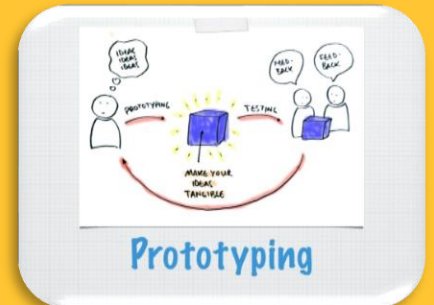 IDEAS
IDEAS
IDEAS
PROTOTYPING
TESTING
FEED-
BACK
FEED-
BACK
MAKE YOUR
IDEAS
TANGIBLE
Prototyping